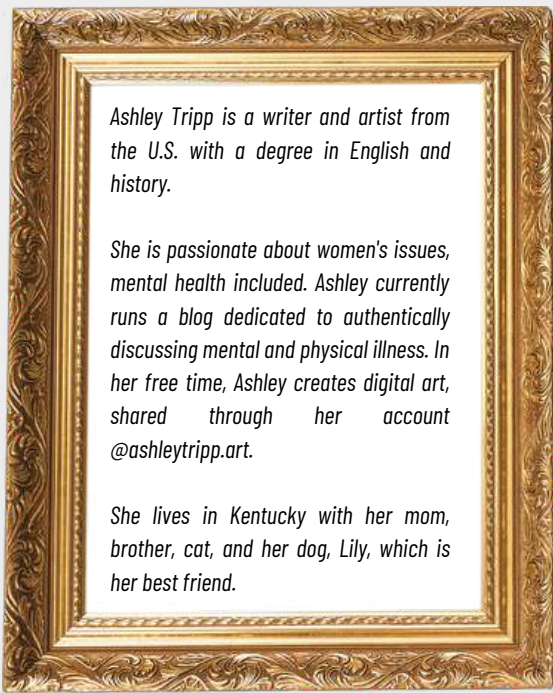 Ashley Tripp is a writer and artist from
the U.S. with a degree in English and
history.
She is passionate about women's issues,
mental health included. Ashley currently
runs a blog dedicated to authentically
discussing mental and physical illness. In
her free time, Ashley creates digital art,
shared through her account
@ashleytripp.art.
She lives in Kentucky with her mom,
brother, cat, and her dog, Lily, which is
her best friend.